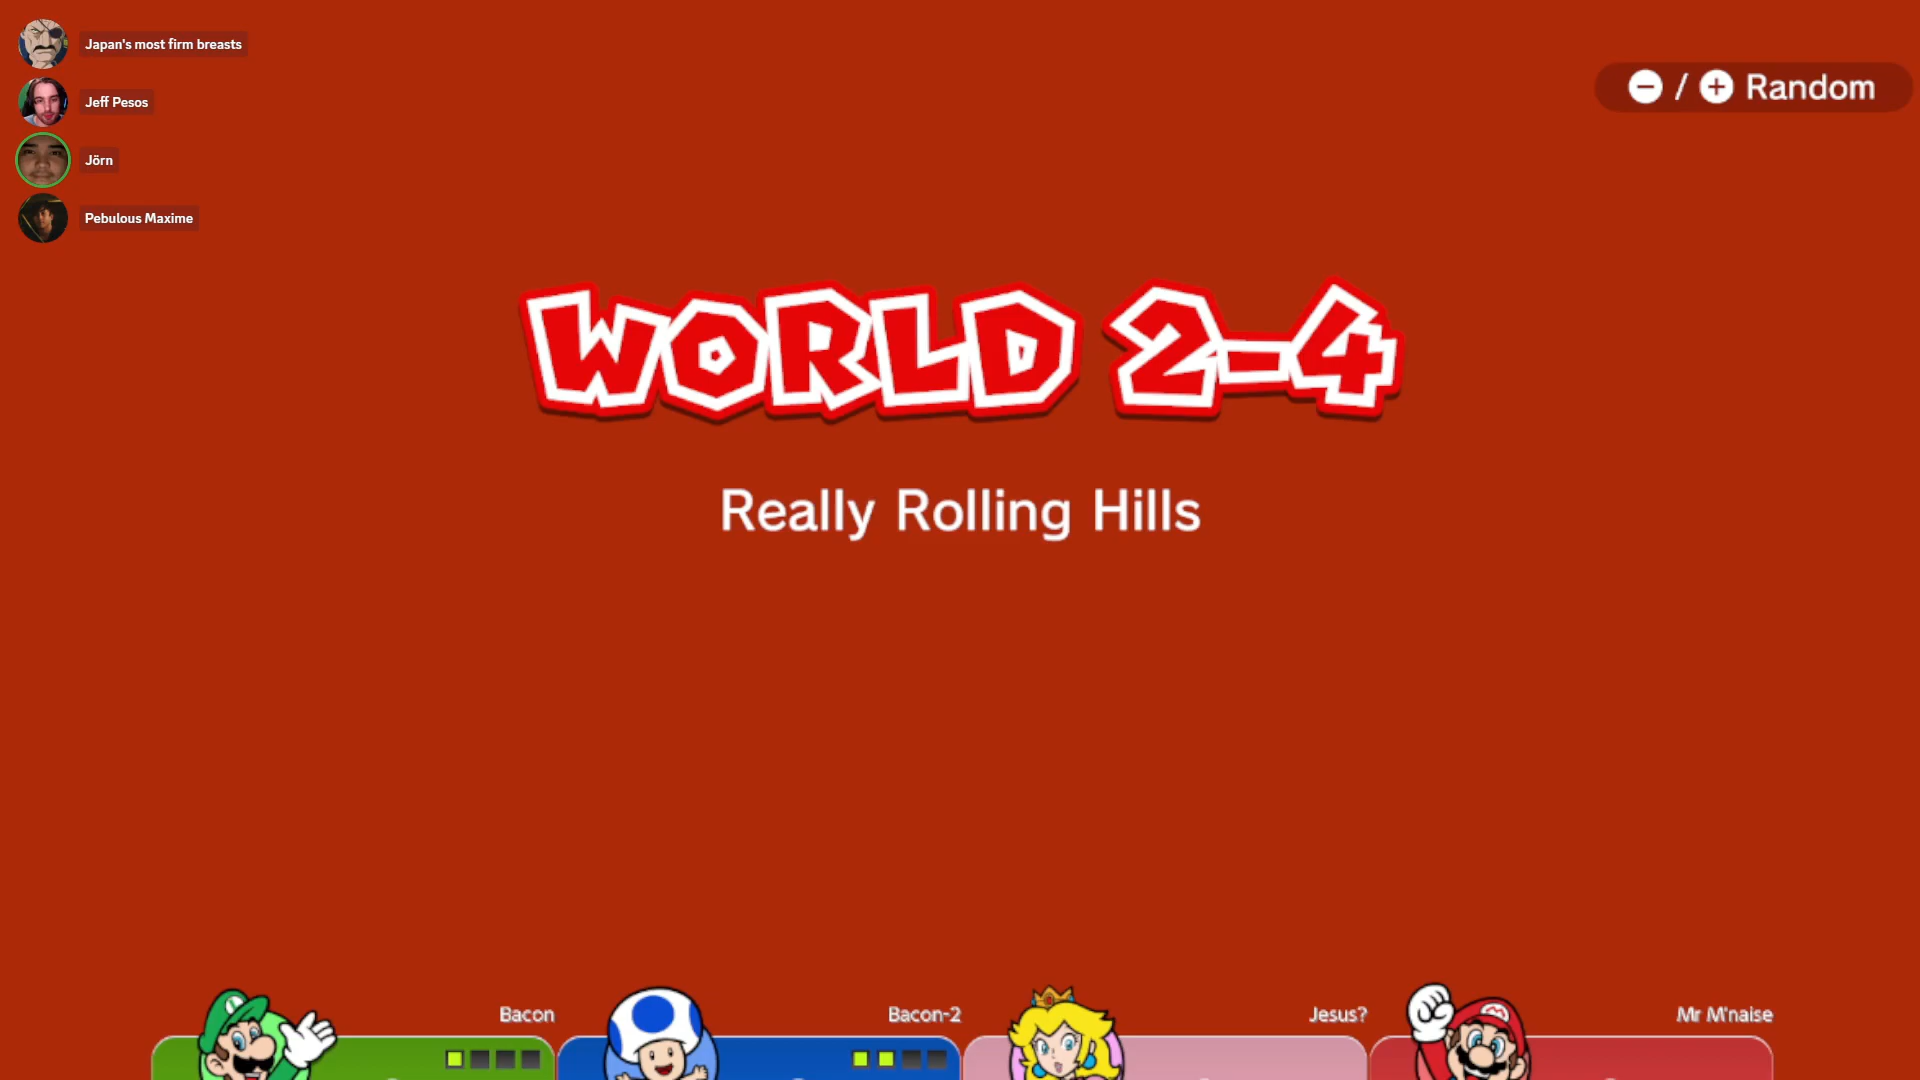 Japan's most firm breasts
Jeff Pesos
Jörn
Pebulous Maxime
− / + Random
WORLD 2-4
Really Rolling Hills
Bacon
Bacon-2
Jesus?
Mr M'naise